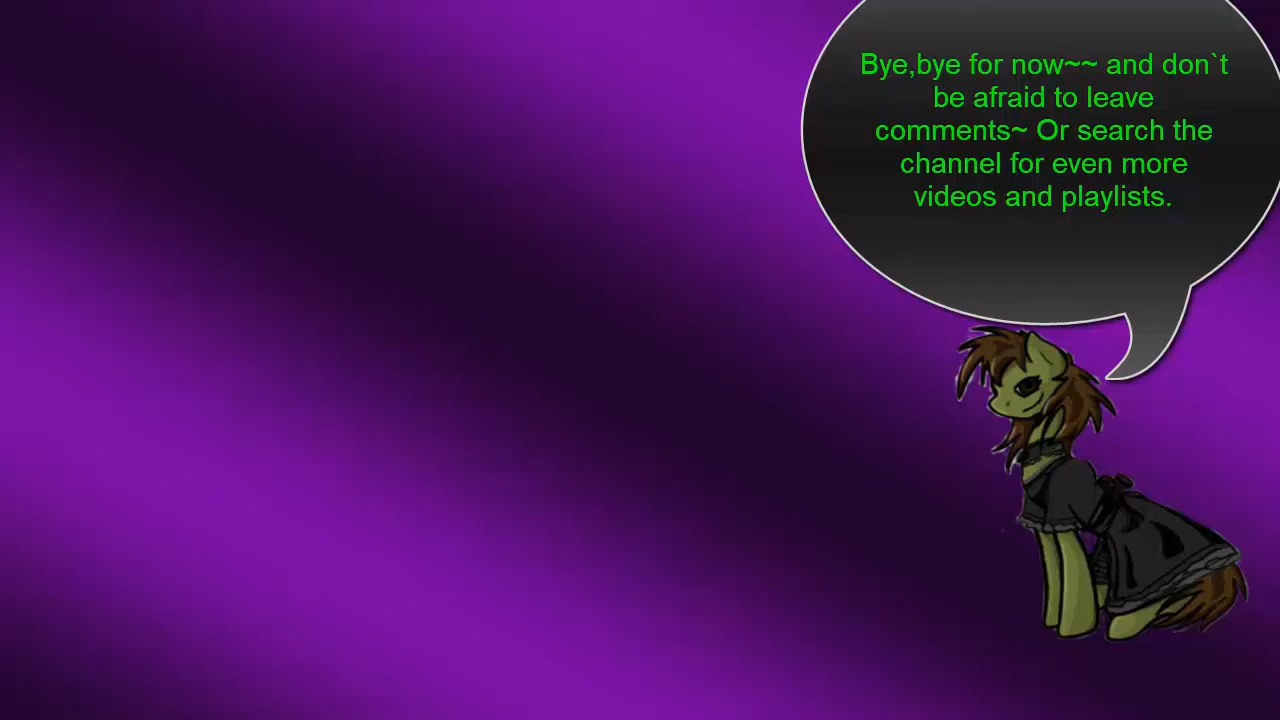 Bye,bye for now~~ and don`t
be afraid to leave
comments~ Or search the
channel for even more
videos and playlists.